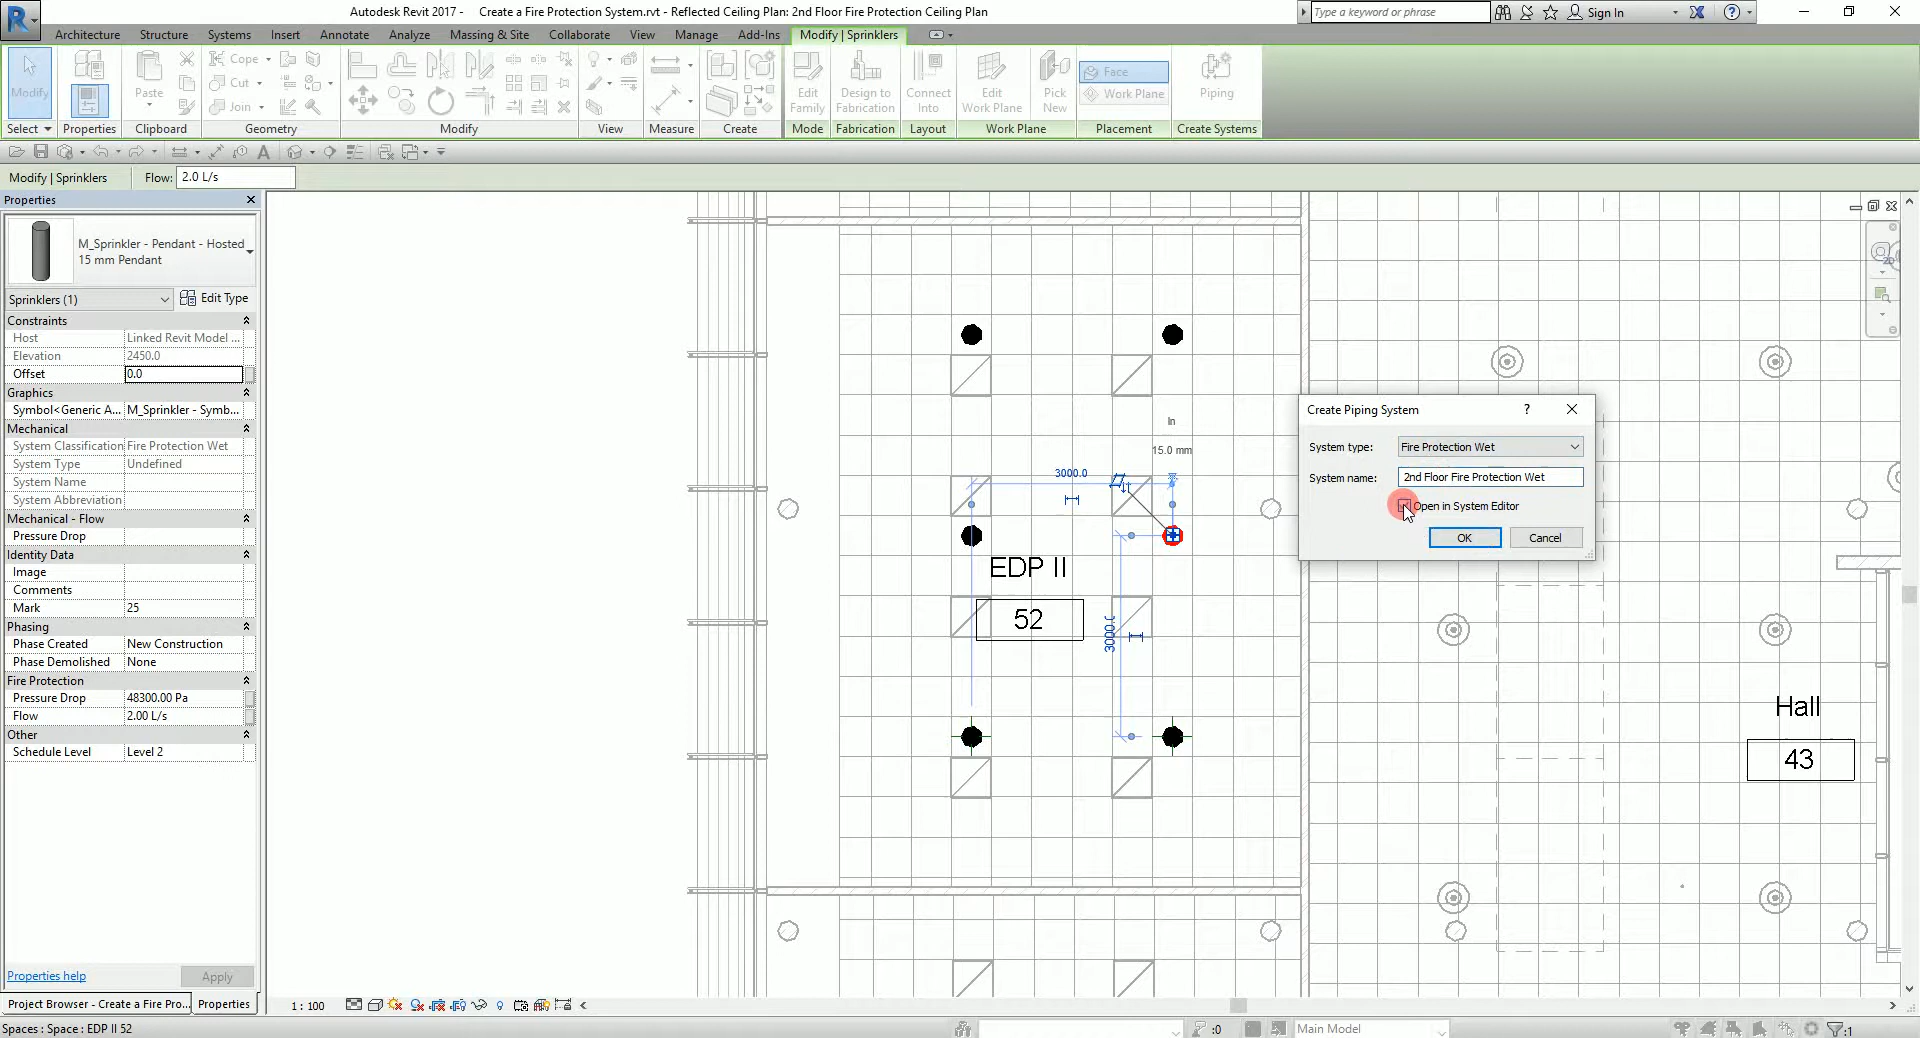 Autodesk Revit 2017 - Create a Fire Protection System.rvt - Reflected Ceiling Plan: 2nd Floor Fire Protection Ceiling Plan
Type a keyword or phrase
Sign In
Architecture Structure Systems Insert Annotate Analyze Massing & Site Collaborate View Manage Add-Ins Modify | Sprinklers
Modify
Paste
Cope
Cut
Join
Edit Family
Design to Fabrication
Connect Into
Edit Work Plane
Pick New
Face
Work Plane
Piping
Select Properties Clipboard Geometry Modify View Measure Create Mode Fabrication Layout Work Plane Placement Create Systems
Modify | Sprinklers Flow: 2.0 L/s
Properties
M_Sprinkler - Pendant - Hosted
15 mm Pendant
Sprinklers (1) Edit Type
Constraints
Host Linked Revit Model ...
Elevation 2450.0
Offset 0.0
Graphics
Symbol<Generic A... M_Sprinkler - Symb...
Mechanical
System Classification Fire Protection Wet
System Type Undefined
System Name
System Abbreviation
Mechanical - Flow
Pressure Drop
Identity Data
Image
Comments
Mark 25
Phasing
Phase Created New Construction
Phase Demolished None
Fire Protection
Pressure Drop 48300.00 Pa
Flow 2.00 L/s
Other
Schedule Level Level 2
Properties help Apply
Project Browser - Create a Fire Pro... Properties
In
15.0 mm
3000.0
3000.0
EDP II
52
Hall
43
2D
Create Piping System ?
System type: Fire Protection Wet
System name: 2nd Floor Fire Protection Wet
Open in System Editor
OK Cancel
1 : 100
Spaces : Space : EDP II 52
:0
Main Model
:1